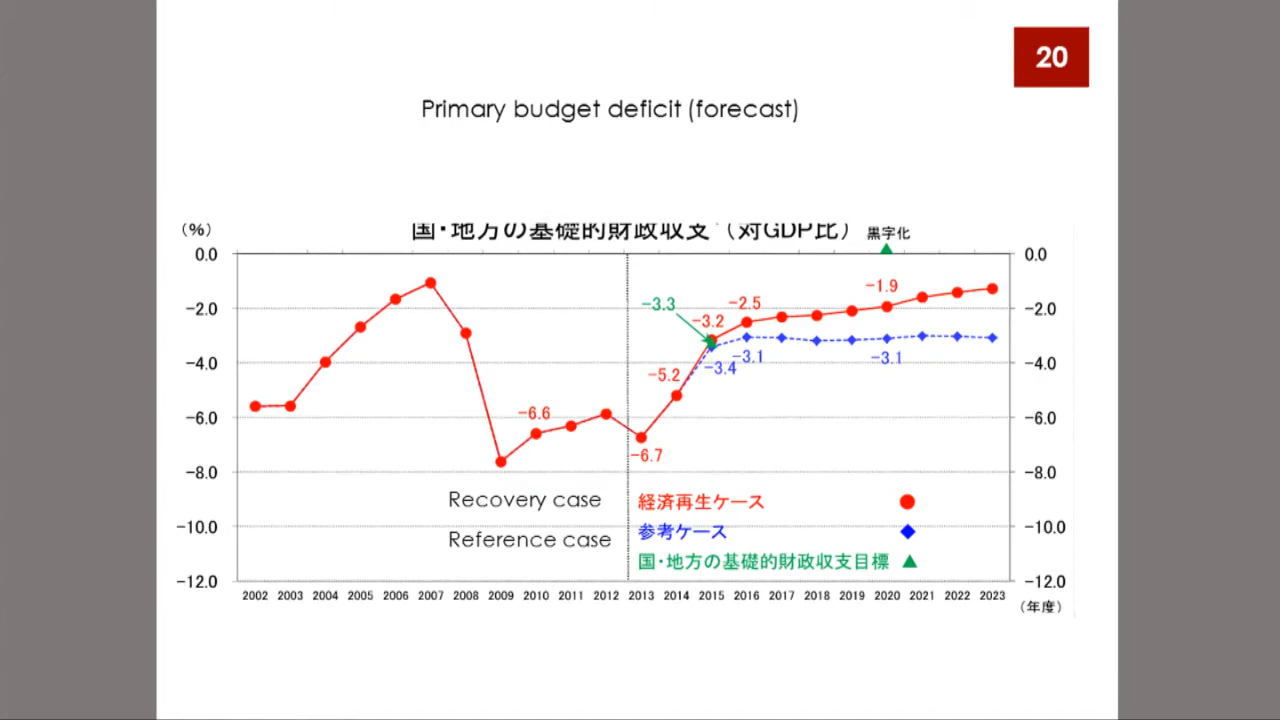 20
Primary budget deficit (forecast)
(%)
国・地方の基礎的財政収支 (対GDP比)
黒字化
0.0
0.0
-1.9
-2.5
-3.3
-2.0
-2.0
-3.2
-3.1
-3.1
-4.0
-4.0
-3.4
-5.2
-6.6
-6.0
-6.0
-6.7
-8.0
-8.0
Recovery case
経済再生ケース
-10.0
-10.0
Reference case
参考ケース
国・地方の基礎的財政収支目標
-12.0
-12.0
2002 2003 2004 2005 2006 2007 2008 2009 2010 2011 2012 2013 2014 2015 2016 2017 2018 2019 2020 2021 2022 2023
(年度)